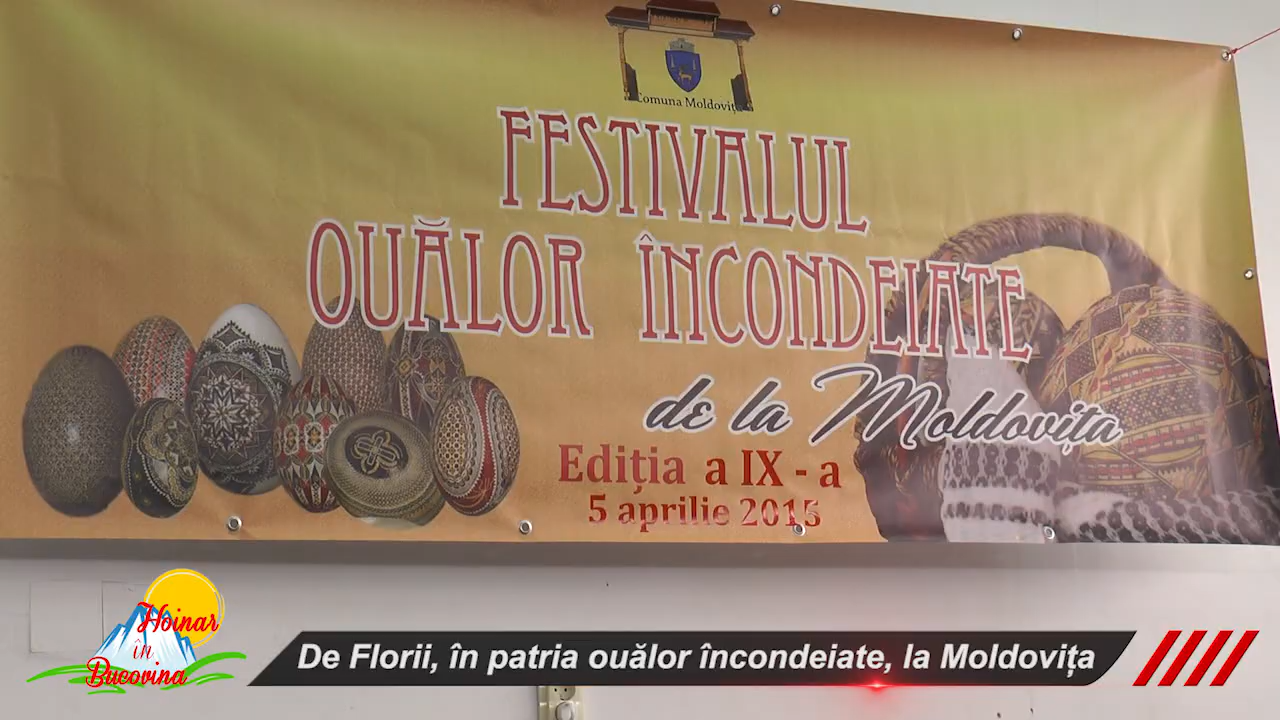 Comuna Moldovița
FESTIVALUL
OUĂLOR ÎNCONDEIATE
de la Moldovița
Ediția a IX - a
5 aprilie 2015
Hoinar
în
Bucovina
De Florii, în patria ouălor încondeiate, la Moldovița